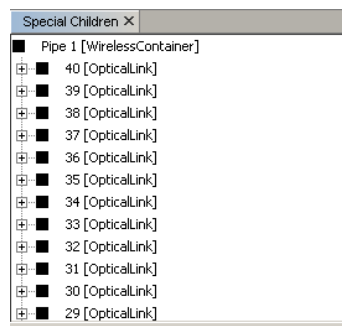 Special Children
Pipe 1 [WirelessContainer]
40 [OpticalLink]
39 [OpticalLink]
38 [OpticalLink]
37 [OpticalLink]
36 [OpticalLink]
35 [OpticalLink]
34 [OpticalLink]
33 [OpticalLink]
32 [OpticalLink]
31 [OpticalLink]
30 [OpticalLink]
29 [OpticalLink]